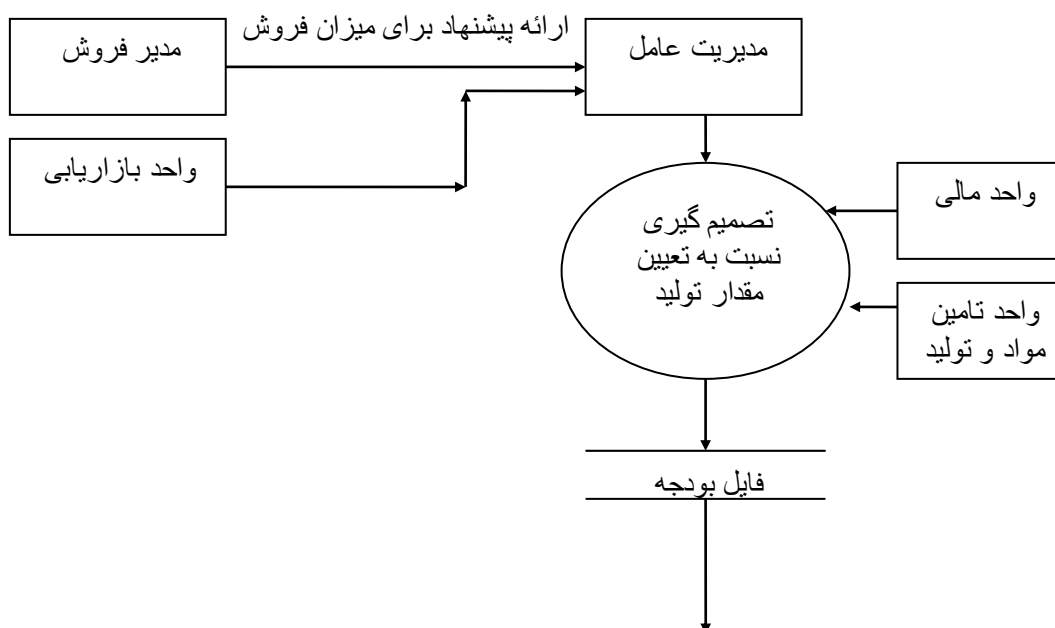 مدیر فروش
ارائه پیشنهاد برای میزان فروش
مدیریت عامل
واحد بازاریابی
تصمیم گیری
نسبت به تعیین
مقدار تولید
واحد مالی
واحد تامین
مواد و تولید
فایل بودجه